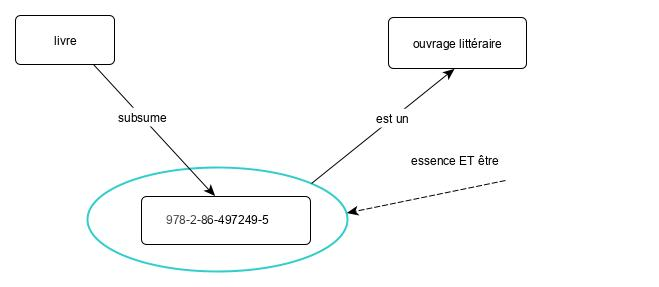 livre
ouvrage littéraire
subsume
est un
essence ET être
978-2-86-497249-5